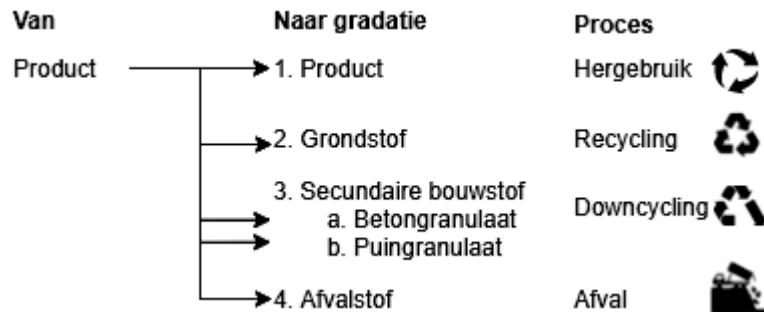 Van Naar gradatie Proces
Product 1. Product Hergebruik
2. Grondstof Recycling
3. Secundaire bouwstof
a. Betongranulaat Downcycling
b. Puingranulaat
4. Afvalstof Afval